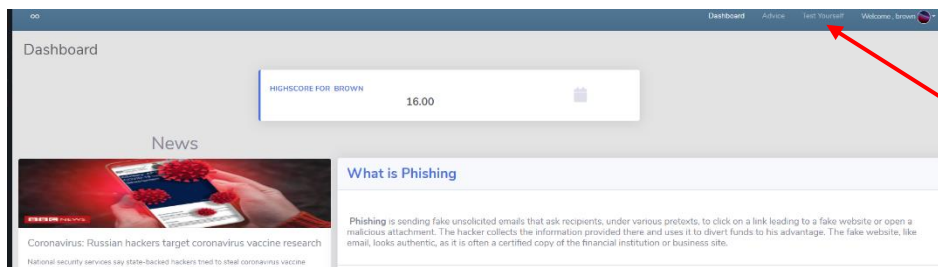 Dashboard Advice Test Yourself Welcome , brown
Dashboard
HIGHSCORE FOR BROWN
16.00
News
BBC NEWS
Coronavirus: Russian hackers target coronavirus vaccine research
National security services say state-backed hackers tried to steal coronavirus vaccine
What is Phishing
Phishing is sending fake unsolicited emails that ask recipients, under various pretexts, to click on a link leading to a fake website or open a
malicious attachment. The hacker collects the information provided there and uses it to divert funds to his advantage. The fake website, like
email, looks authentic, as it is often a certified copy of the financial institution or business site.